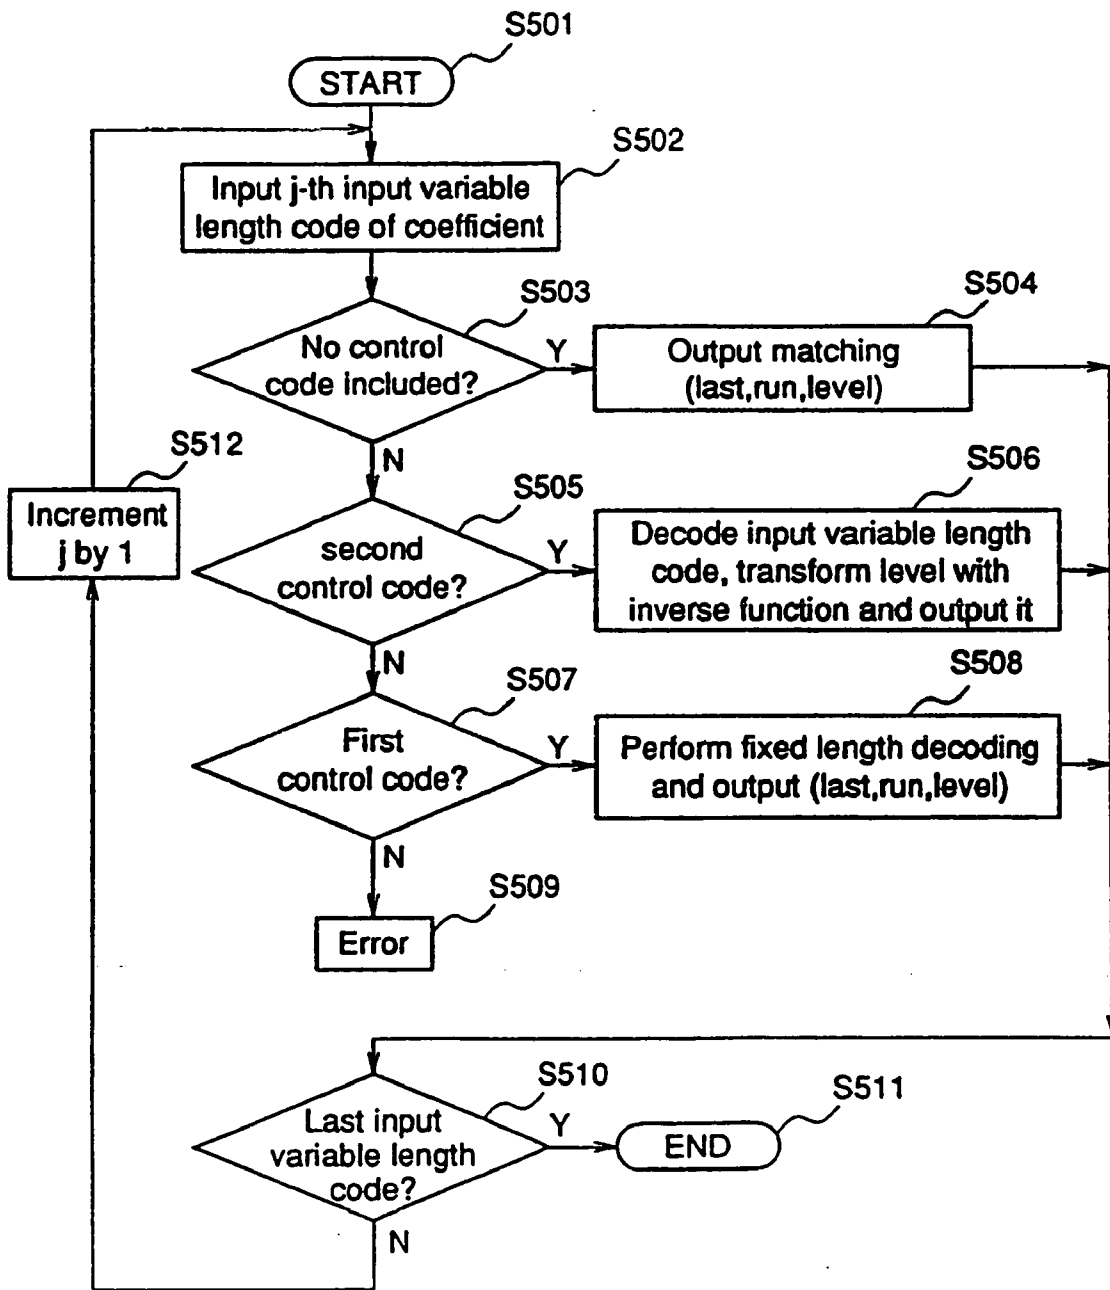 S501
START
S502
Input j-th input variable
length code of coefficient
S503
No control
code included?
Y
N
S504
Output matching
(last,run,level)
S512
Increment
j by 1
S505
second
control code?
Y
N
S506
Decode input variable length
code, transform level with
inverse function and output it
S507
First
control code?
Y
N
S508
Perform fixed length decoding
and output (last,run,level)
S509
Error
S510
Last input
variable length
code?
Y
N
S511
END